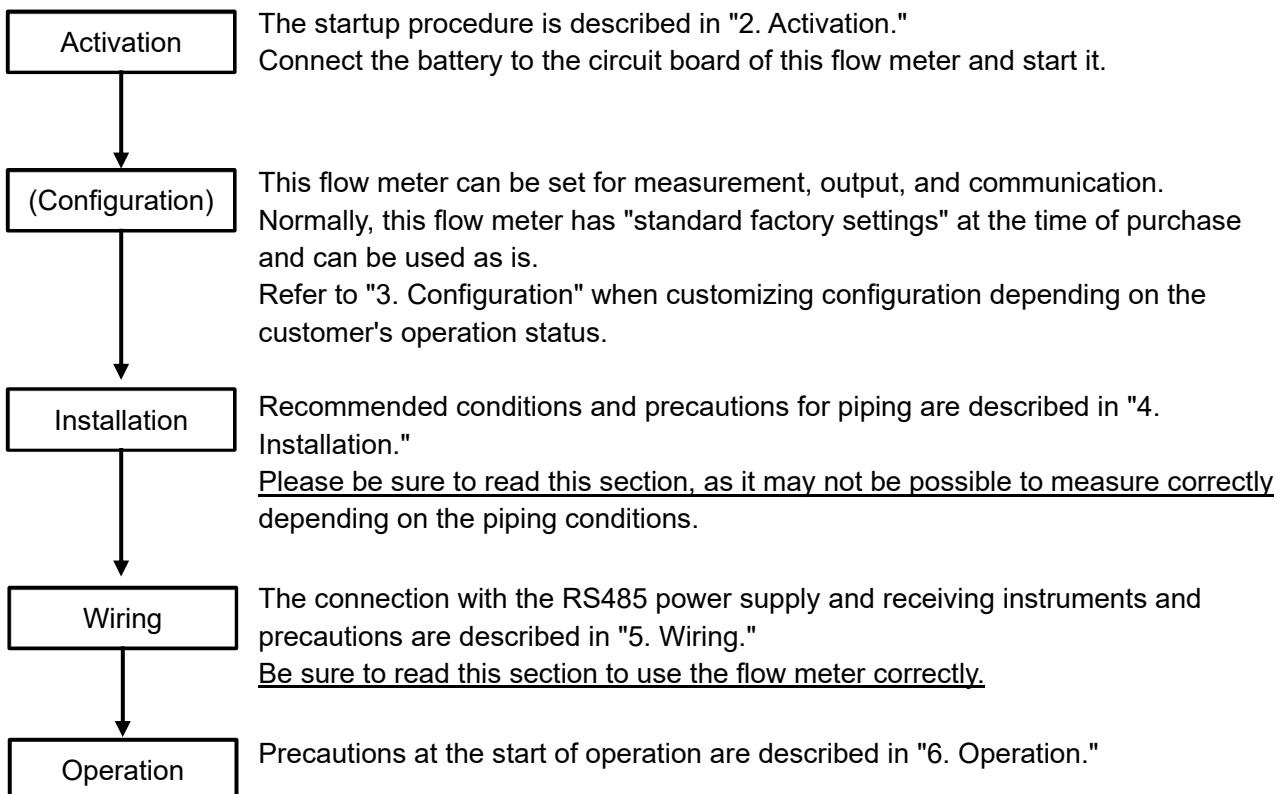 Activation
The startup procedure is described in "2. Activation."
Connect the battery to the circuit board of this flow meter and start it.
(Configuration)
This flow meter can be set for measurement, output, and communication.
Normally, this flow meter has "standard factory settings" at the time of purchase
and can be used as is.
Refer to "3. Configuration" when customizing configuration depending on the
customer's operation status.
Installation
Recommended conditions and precautions for piping are described in "4.
Installation."
Please be sure to read this section, as it may not be possible to measure correctly
depending on the piping conditions.
Wiring
The connection with the RS485 power supply and receiving instruments and
precautions are described in "5. Wiring."
Be sure to read this section to use the flow meter correctly.
Operation
Precautions at the start of operation are described in "6. Operation."